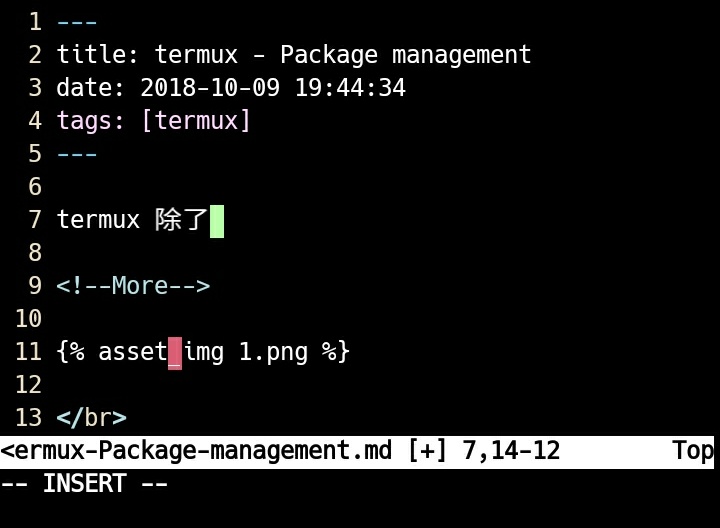 1 ---
2 title: termux - Package management
3 date: 2018-10-09 19:44:34
4 tags: [termux]
5 ---
6
7 termux 除了
8
9 <!--More-->
10
11 {% asset_img 1.png %}
12
13 </br>
<ermux-Package-management.md [+] 7,14-12 Top
-- INSERT --